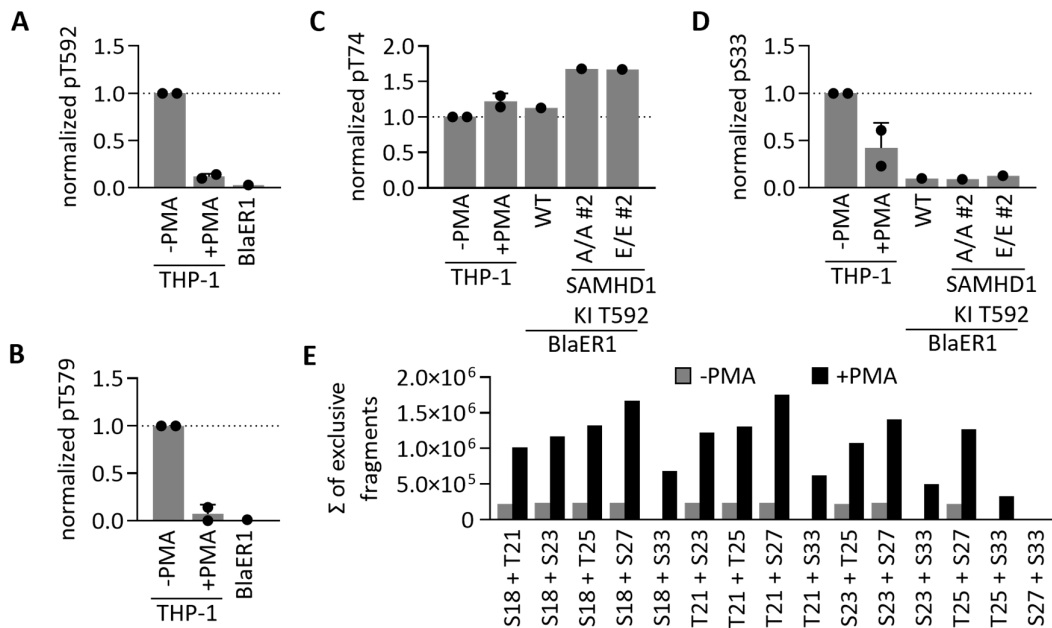 A
normalized pT592
1.5
1.0
0.5
0.0
-PMA
+PMA
BlaER1
THP-1
B
normalized pT579
1.5
1.0
0.5
0.0
-PMA
+PMA
BlaER1
THP-1
C
normalized pT74
2.0
1.5
1.0
0.5
0.0
-PMA
+PMA
WT
A/A #2
E/E #2
THP-1
SAMHD1
KI T592
BlaER1
D
normalized pS33
1.5
1.0
0.5
0.0
-PMA
+PMA
WT
A/A #2
E/E #2
THP-1
SAMHD1
KI T592
BlaER1
E
Σ of exclusive
fragments
-PMA
+PMA
2.0×10⁶
1.5×10⁶
1.0×10⁶
5.0×10⁵
0
S18 + T21
S18 + S23
S18 + T25
S18 + S27
S18 + S33
T21 + S23
T21 + T25
T21 + S27
T21 + S33
S23 + T25
S23 + S27
S23 + S33
T25 + S27
T25 + S33
S27 + S33